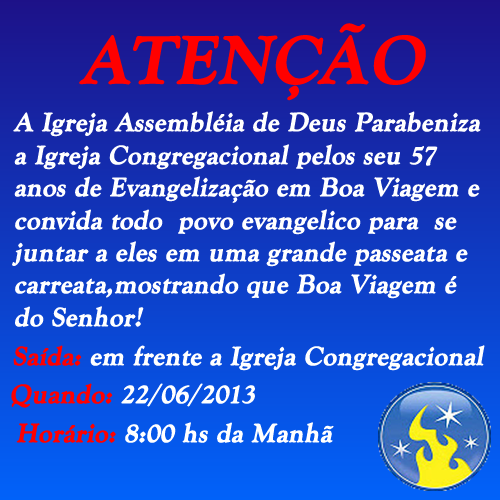 ATENÇÃO
A Igreja Assembléia de Deus Parabeniza
a Igreja Congregacional pelos seu 57
anos de Evangelização em Boa Viagem e
convida todo povo evangelico para se
juntar a eles em uma grande passeata e
carreata,mostrando que Boa Viagem é
do Senhor!
Saída: em frente a Igreja Congregacional
Quando: 22/06/2013
Horário: 8:00 hs da Manhã